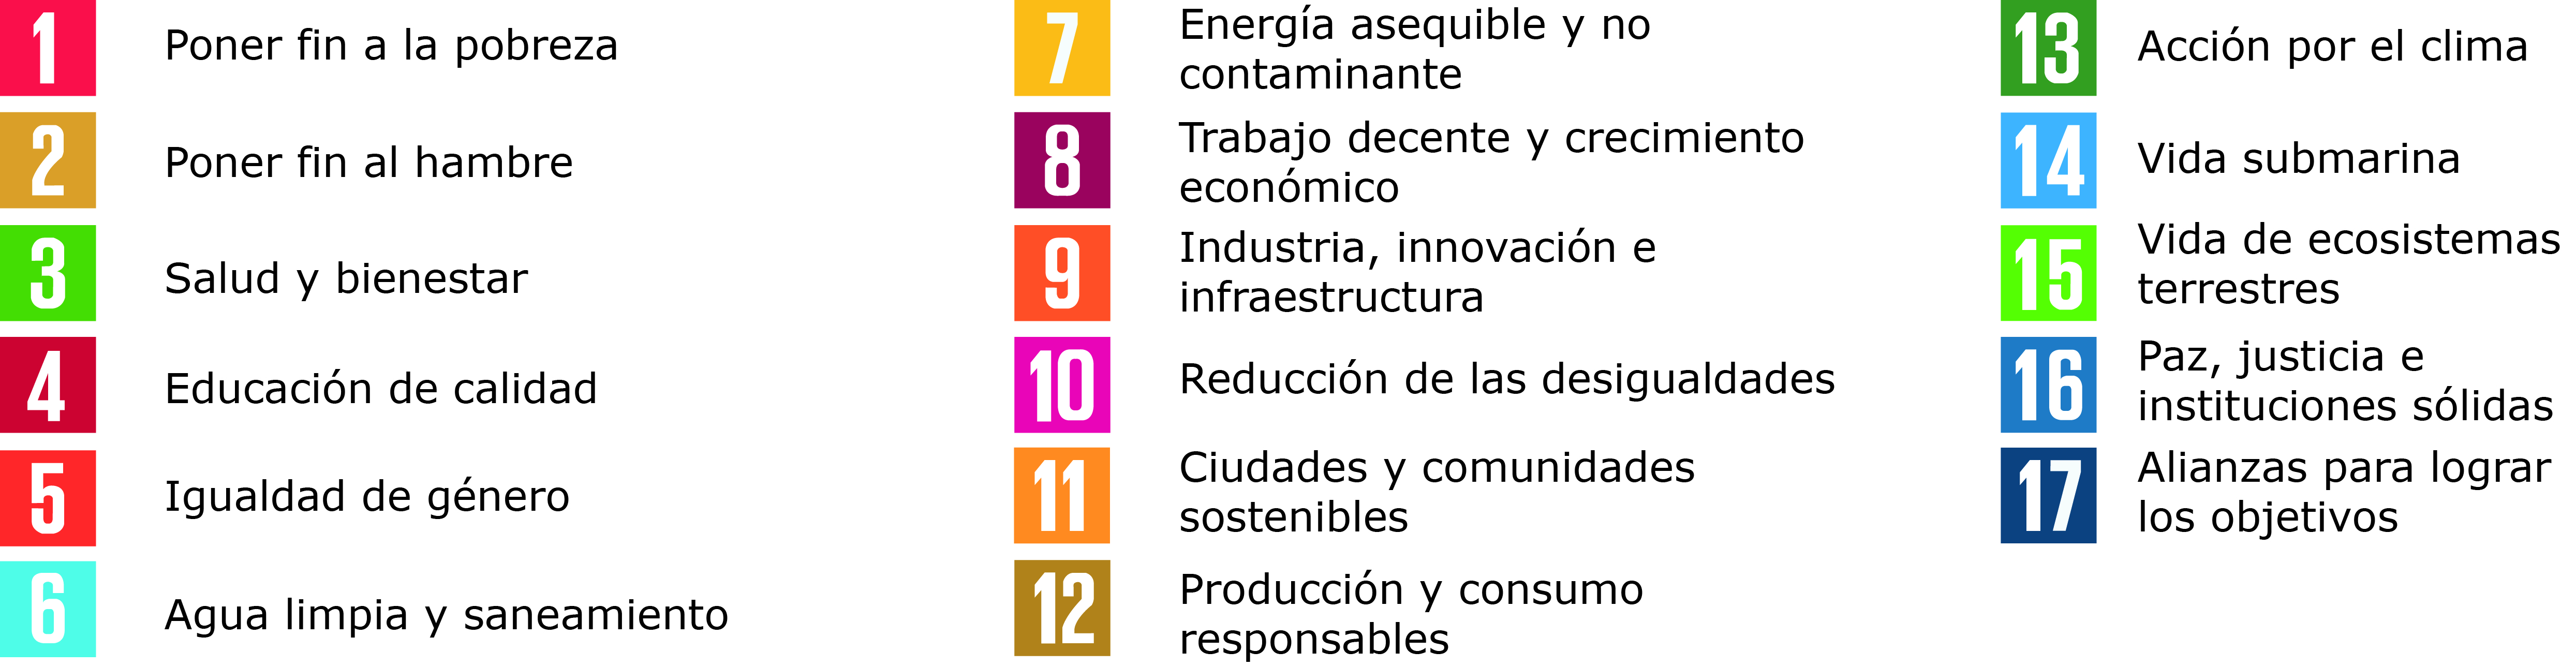 1 Poner fin a la pobreza
2 Poner fin al hambre
3 Salud y bienestar
4 Educación de calidad
5 Igualdad de género
6 Agua limpia y saneamiento
7 Energía asequible y no
contaminante
8 Trabajo decente y crecimiento
económico
9 Industria, innovación e
infraestructura
10 Reducción de las desigualdades
11 Ciudades y comunidades
sostenibles
12 Producción y consumo
responsables
13 Acción por el clima
14 Vida submarina
15 Vida de ecosistemas
terrestres
16 Paz, justicia e
instituciones sólidas
17 Alianzas para lograr
los objetivos